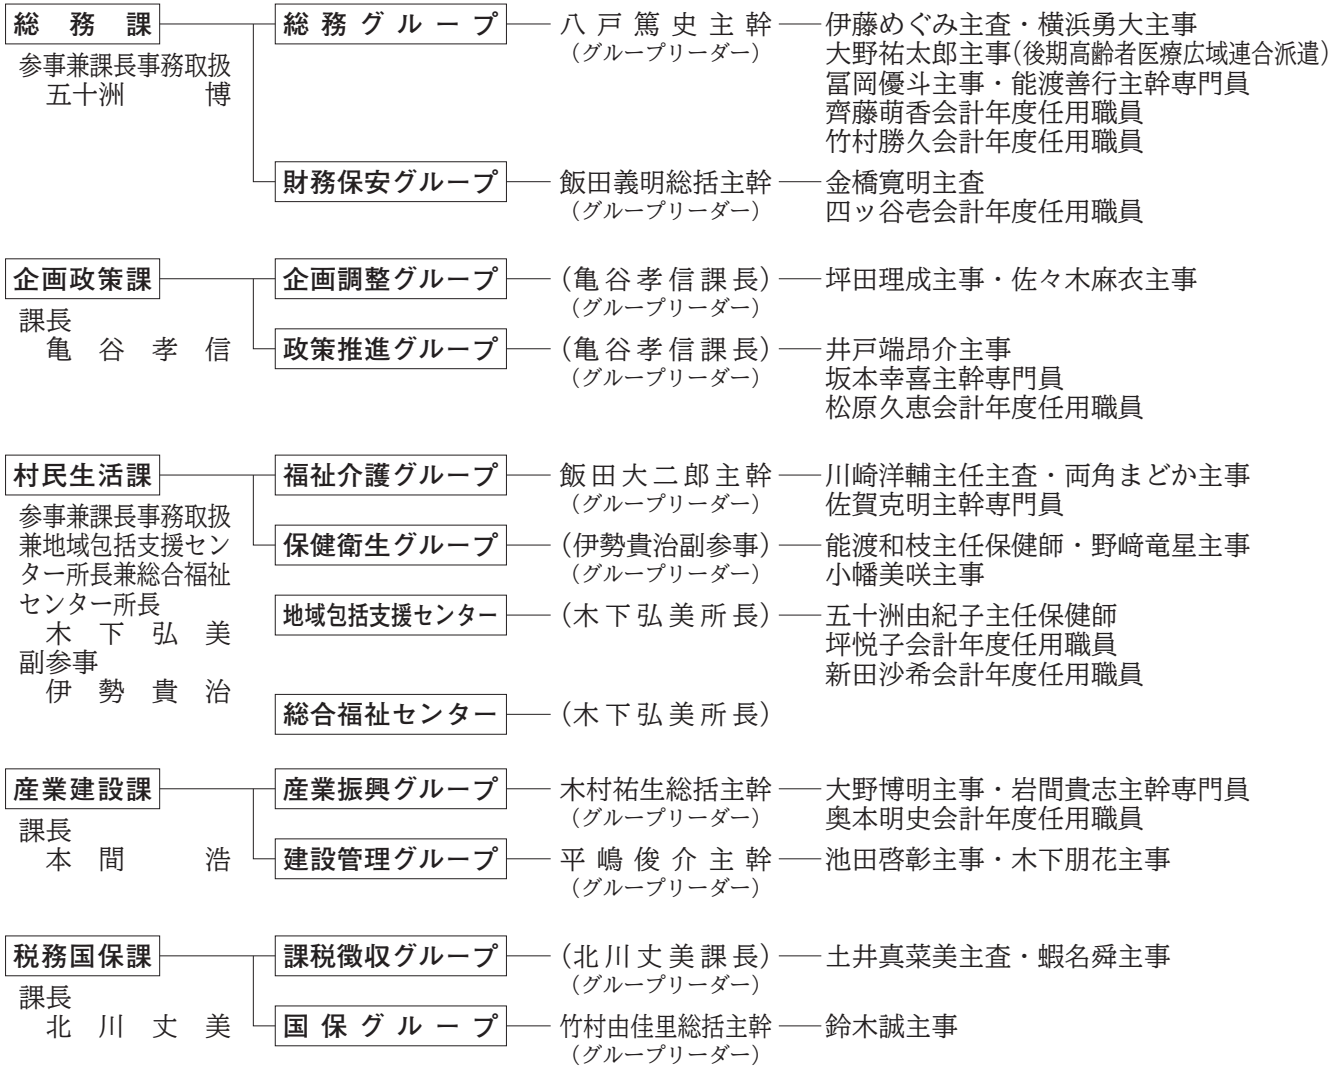 総務課 総務グループ 八戸篤史主幹 伊藤めぐみ主査・横浜勇大主事
参事兼課長事務取扱 (グループリーダー) 大野祐太郎主事(後期高齢者医療広域連合派遣)
五十洲 博 冨岡優斗主事・能渡善行主幹専門員
齊藤萌香会計年度任用職員
竹村勝久会計年度任用職員
財務保安グループ 飯田義明総括主幹 金橋寛明主査
(グループリーダー) 四ッ谷壱会計年度任用職員
企画政策課 企画調整グループ (亀谷孝信課長) 坪田理成主事・佐々木麻衣主事
課長 (グループリーダー)
亀谷孝信 政策推進グループ (亀谷孝信課長) 井戸端昂介主事
(グループリーダー) 坂本幸喜主幹専門員
松原久恵会計年度任用職員
村民生活課 福祉介護グループ 飯田大二郎主幹 川崎洋輔主任主査・両角まどか主事
参事兼課長事務取扱 (グループリーダー) 佐賀克明主幹専門員
兼地域包括支援セン 保健衛生グループ (伊勢貴治副参事) 能渡和枝主任保健師・野﨑竜星主事
ター所長兼総合福祉 (グループリーダー) 小幡美咲主事
センター所長 地域包括支援センター (木下弘美所長) 五十洲由紀子主任保健師
木下弘美 坪悦子会計年度任用職員
副参事 新田沙希会計年度任用職員
伊勢貴治
総合福祉センター (木下弘美所長)
産業建設課 産業振興グループ 木村祐生総括主幹 大野博明主事・岩間貴志主幹専門員
課長 (グループリーダー) 奥本明史会計年度任用職員
本間 浩 建設管理グループ 平嶋俊介主幹 池田啓彰主事・木下朋花主事
(グループリーダー)
税務国保課 課税徴収グループ (北川丈美課長) 土井真菜美主査・蝦名舜主事
課長 (グループリーダー)
北川丈美 国保グループ 竹村由佳里総括主幹 鈴木誠主事
(グループリーダー)